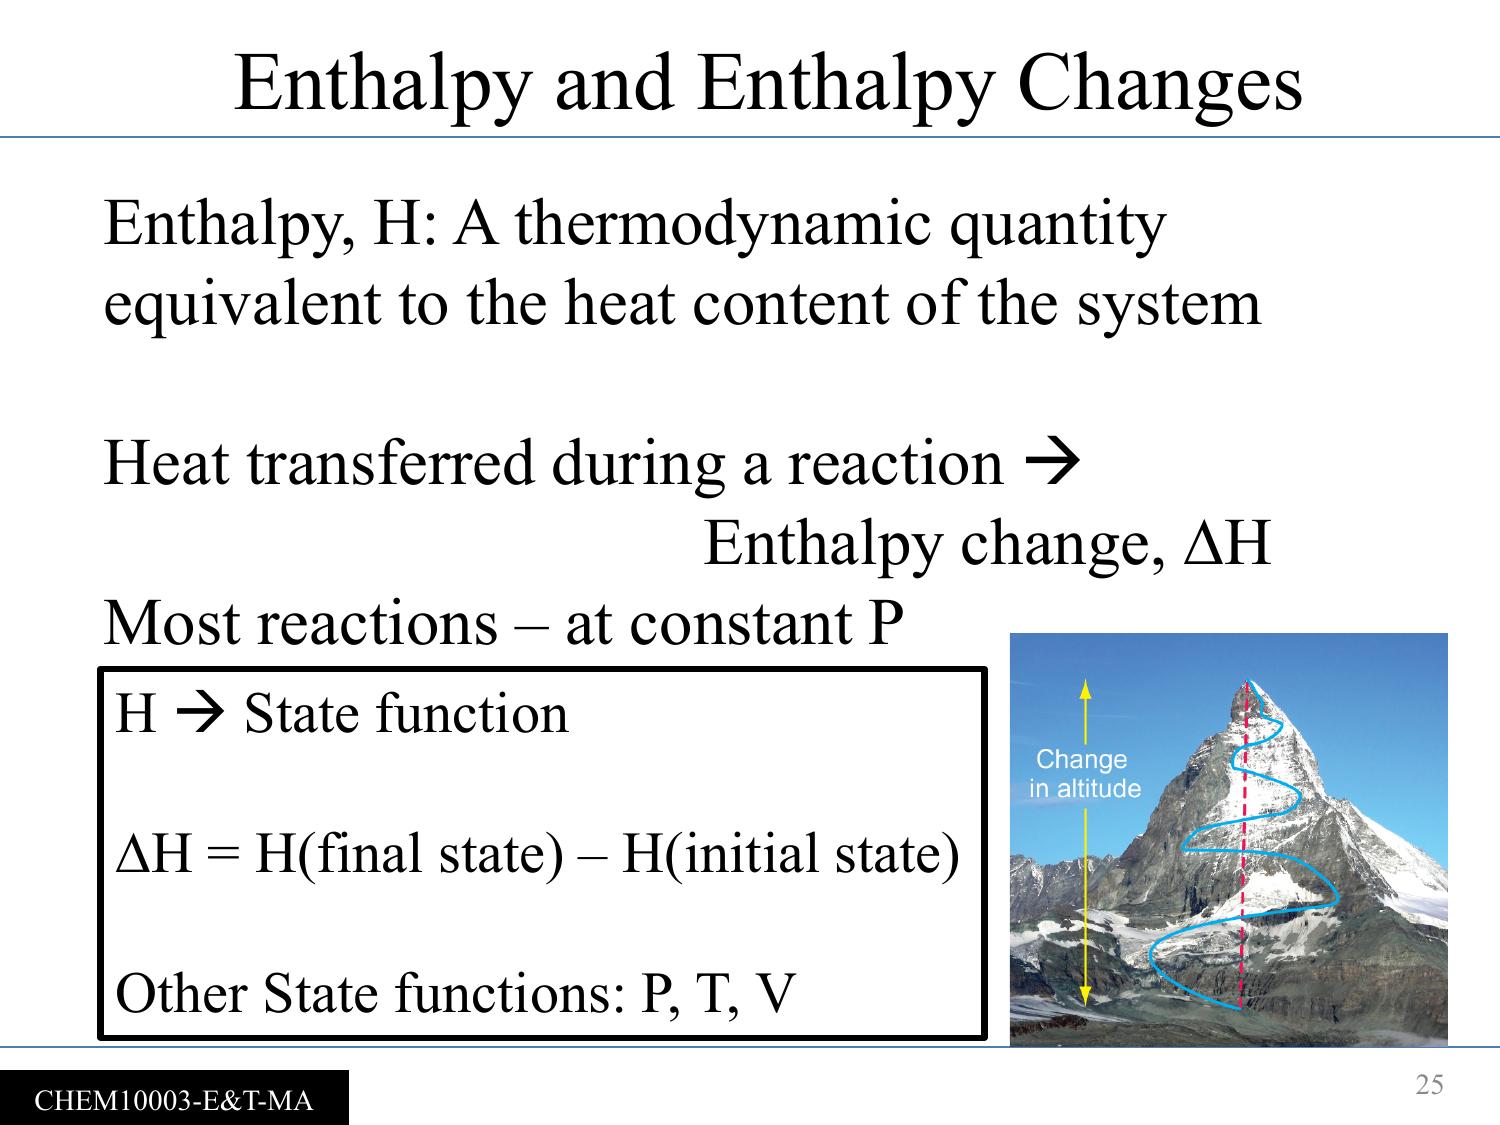 Enthalpy and Enthalpy Changes
Enthalpy, H: A thermodynamic quantity
equivalent to the heat content of the system
Heat transferred during a reaction →
Enthalpy change, ΔH
Most reactions – at constant P
H → State function
ΔH = H(final state) – H(initial state)
Other State functions: P, T, V
Change
in altitude
CHEM10003-E&T-MA
25